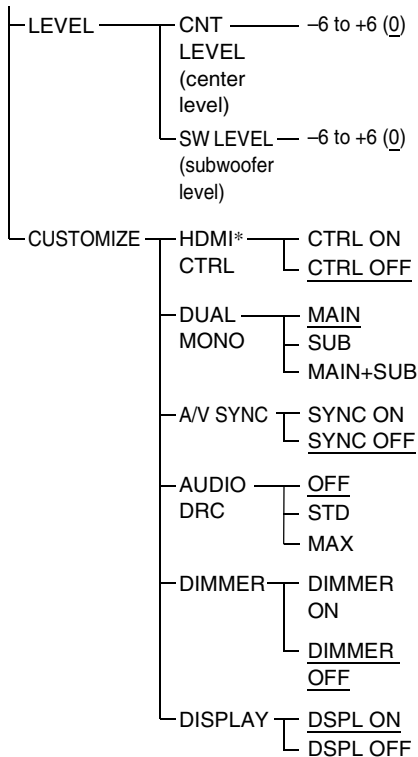 LEVEL CNT –6 to +6 (0)
LEVEL
(center
level)
SW LEVEL –6 to +6 (0)
(subwoofer
level)
CUSTOMIZE HDMI* CTRL ON
CTRL CTRL OFF
DUAL MAIN
MONO SUB
MAIN+SUB
A/V SYNC SYNC ON
SYNC OFF
AUDIO OFF
DRC STD
MAX
DIMMER DIMMER
ON
DIMMER
OFF
DISPLAY DSPL ON
DSPL OFF